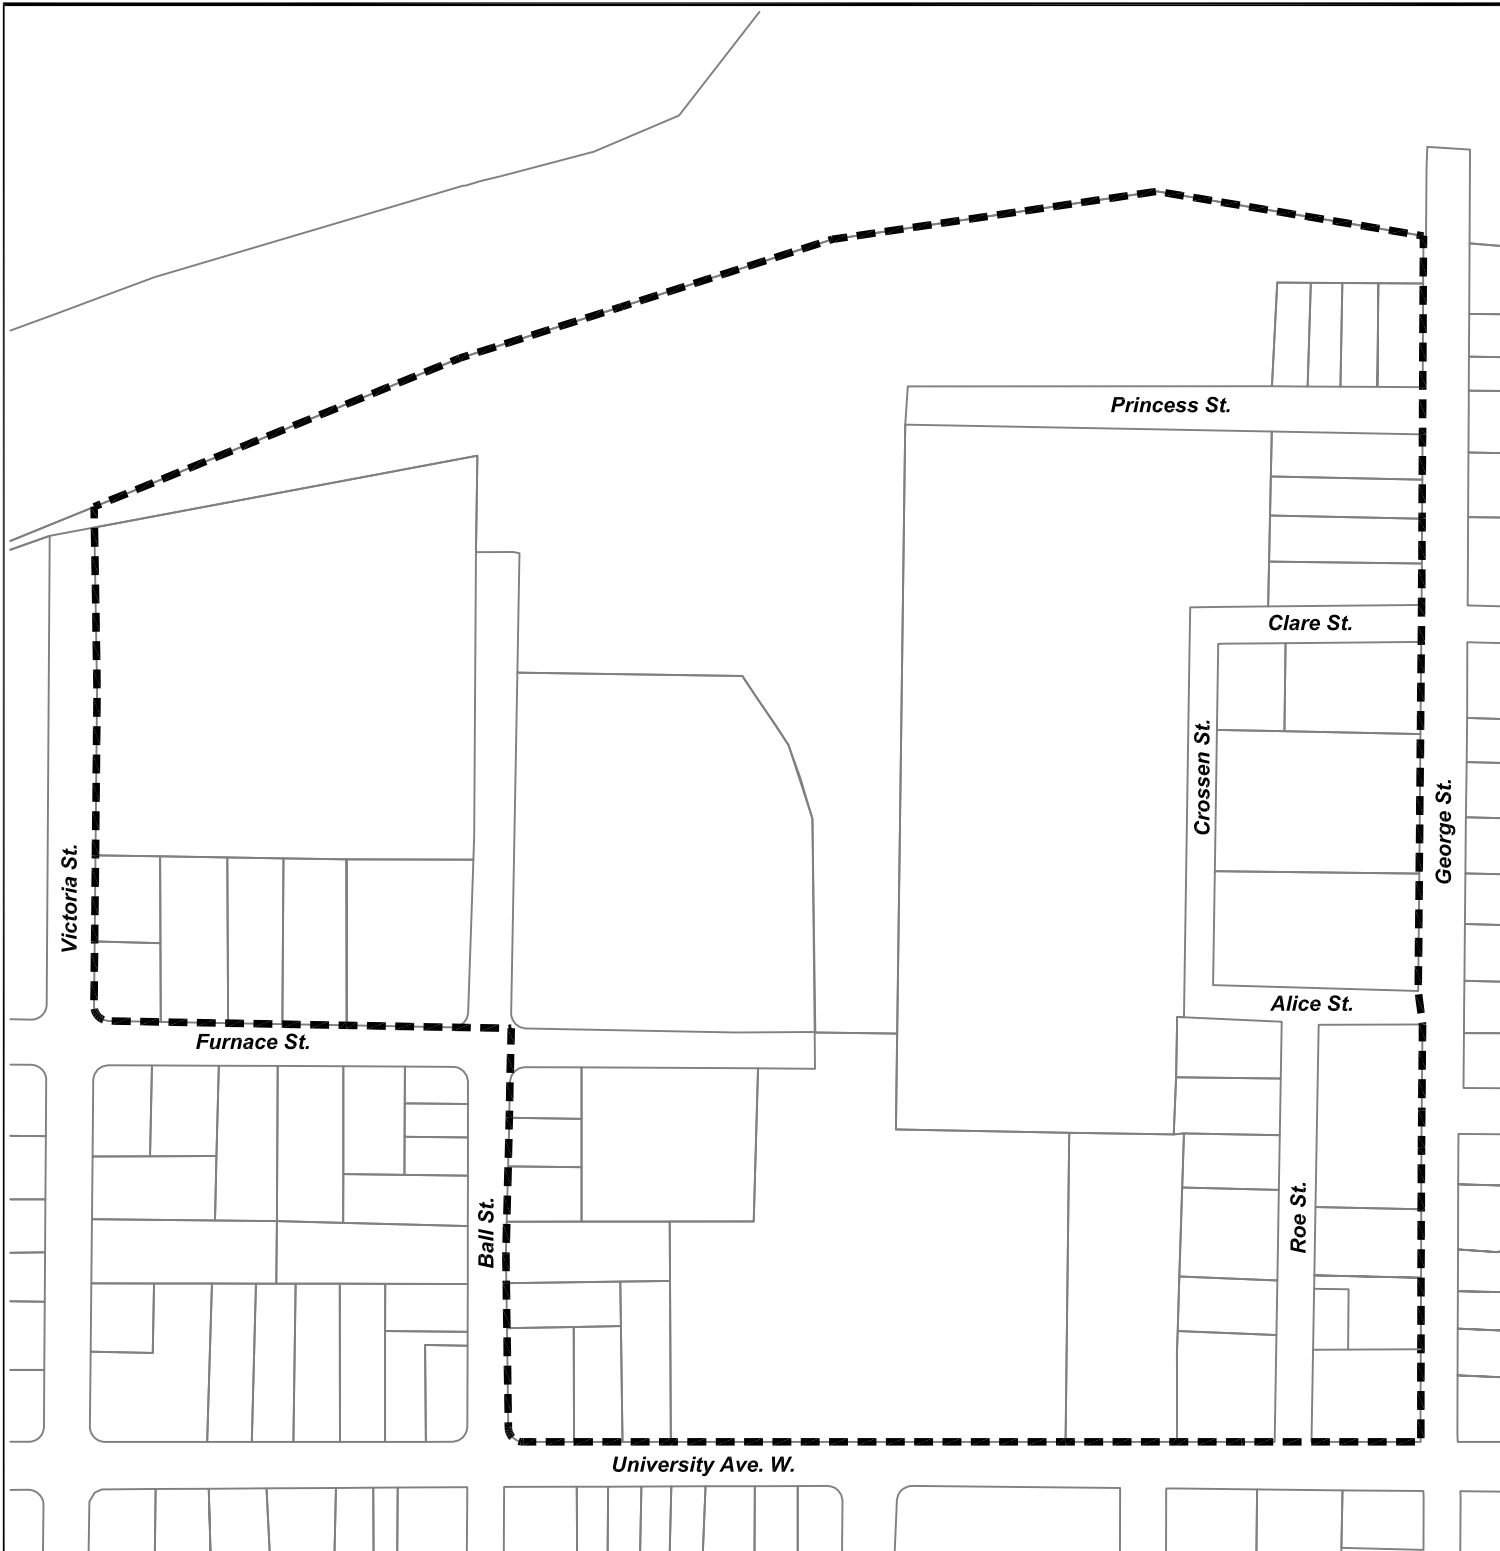 Princess St.
Clare St.
Crossen St.
George St.
Victoria St.
Alice St.
Furnace St.
Ball St.
Roe St.
University Ave. W.